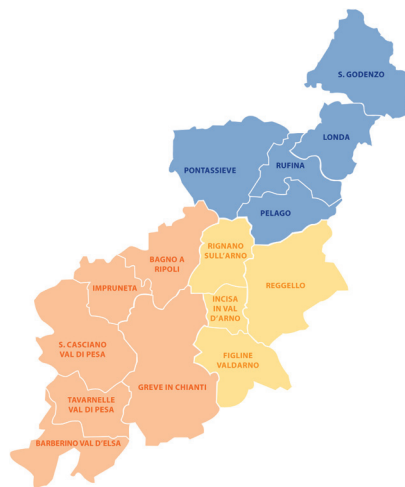 S. GODENZO
LONDA
RUFINA
PONTASSIEVE
PELAGO
RIGNANO
SULL'ARNO
BAGNO A
RIPOLI
REGGELLO
IMPRUNETA
INCISA
IN VAL
D'ARNO
S. CASCIANO
VAL DI PESA
FIGLINE
VALDARNO
GREVE IN CHIANTI
TAVARNELLE
VAL DI PESA
BARBERINO VAL D'ELSA